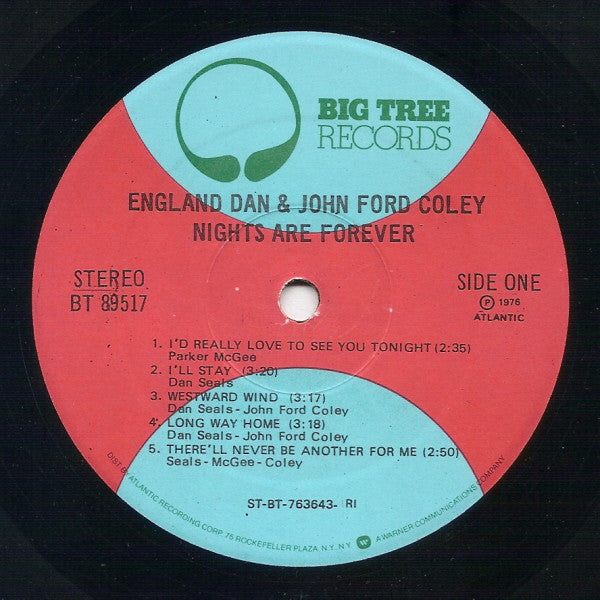 BIG TREE
RECORDS
ENGLAND DAN & JOHN FORD COLEY
NIGHTS ARE FOREVER
STEREO
BT 89517
SIDE ONE
Ⓟ 1976
ATLANTIC
1. I'D REALLY LOVE TO SEE YOU TONIGHT (2:35)
Parker McGee
2. I'LL STAY (3:20)
Dan Seals
3. WESTWARD WIND (3:17)
Dan Seals - John Ford Coley
4. LONG WAY HOME (3:18)
Dan Seals - John Ford Coley
5. THERE'LL NEVER BE ANOTHER FOR ME (2:50)
Seals - McGee - Coley
ST-BT-763643- RI
DIST BY ATLANTIC RECORDING CORP 75 ROCKEFELLER PLAZA N.Y. N.Y. W A WARNER COMMUNICATIONS COMPANY